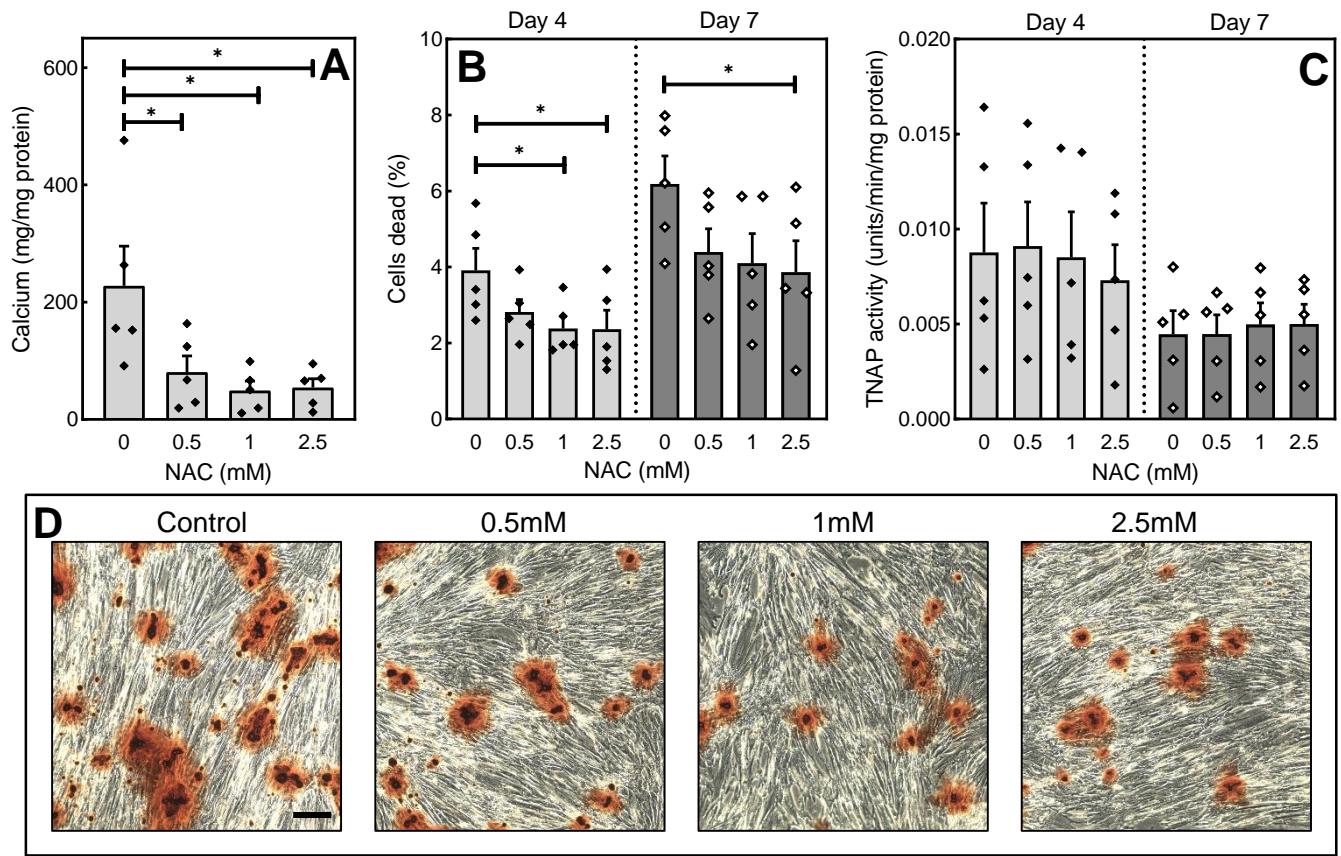 A
Calcium (mg/mg protein)
600
400
200
0
*
*
*
0 0.5 1 2.5
NAC (mM)
B
Day 4 Day 7
Cells dead (%)
10
8
6
4
2
0
*
*
*
0 0.5 1 2.5 0 0.5 1 2.5
NAC (mM)
C
Day 4 Day 7
TNAP activity (units/min/mg protein)
0.020
0.015
0.010
0.005
0.000
0 0.5 1 2.5 0 0.5 1 2.5
NAC (mM)
D
Control 0.5mM 1mM 2.5mM